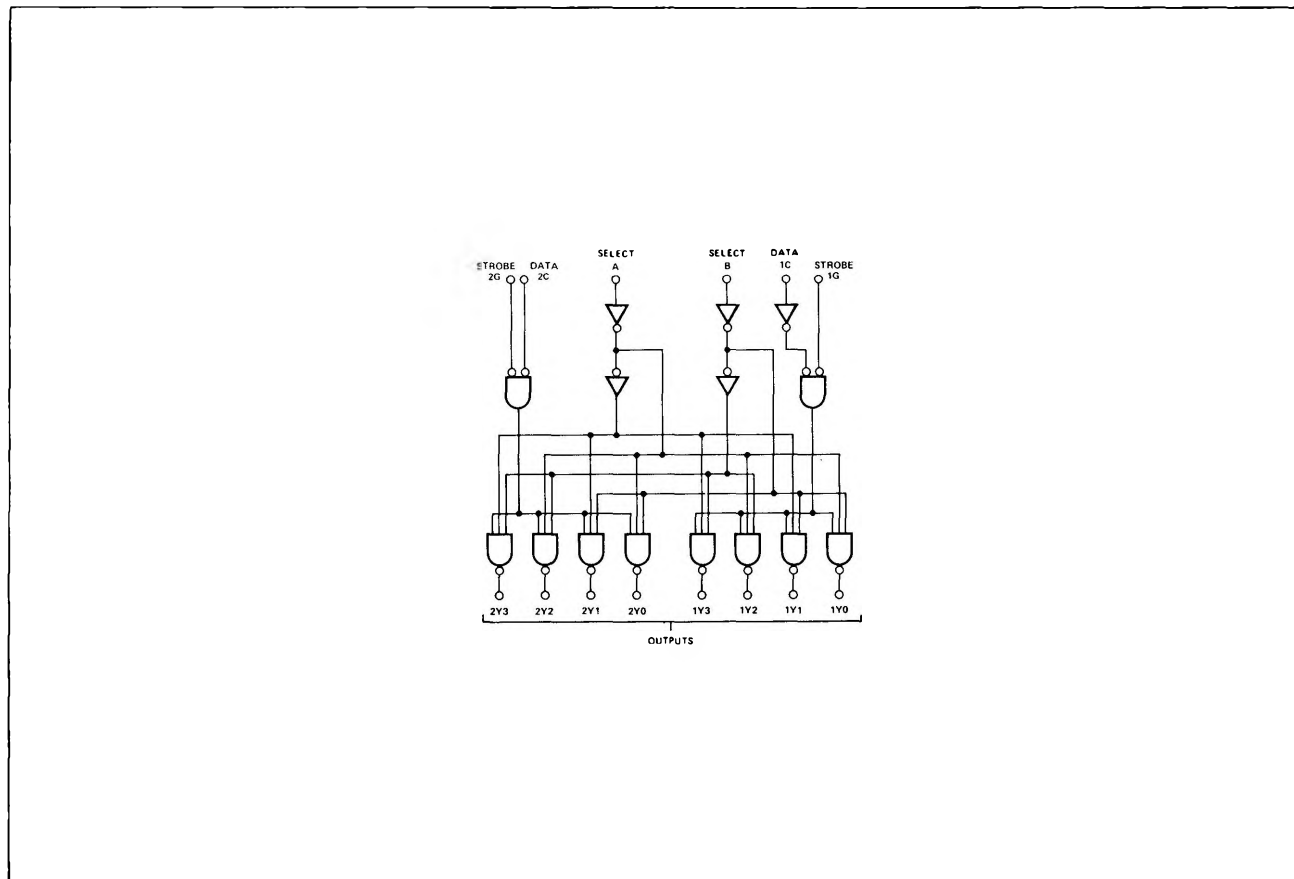 STROBE 2G
DATA 2C
SELECT A
SELECT B
DATA 1C
STROBE 1G
2Y3 2Y2 2Y1 2Y0 1Y3 1Y2 1Y1 1Y0
OUTPUTS